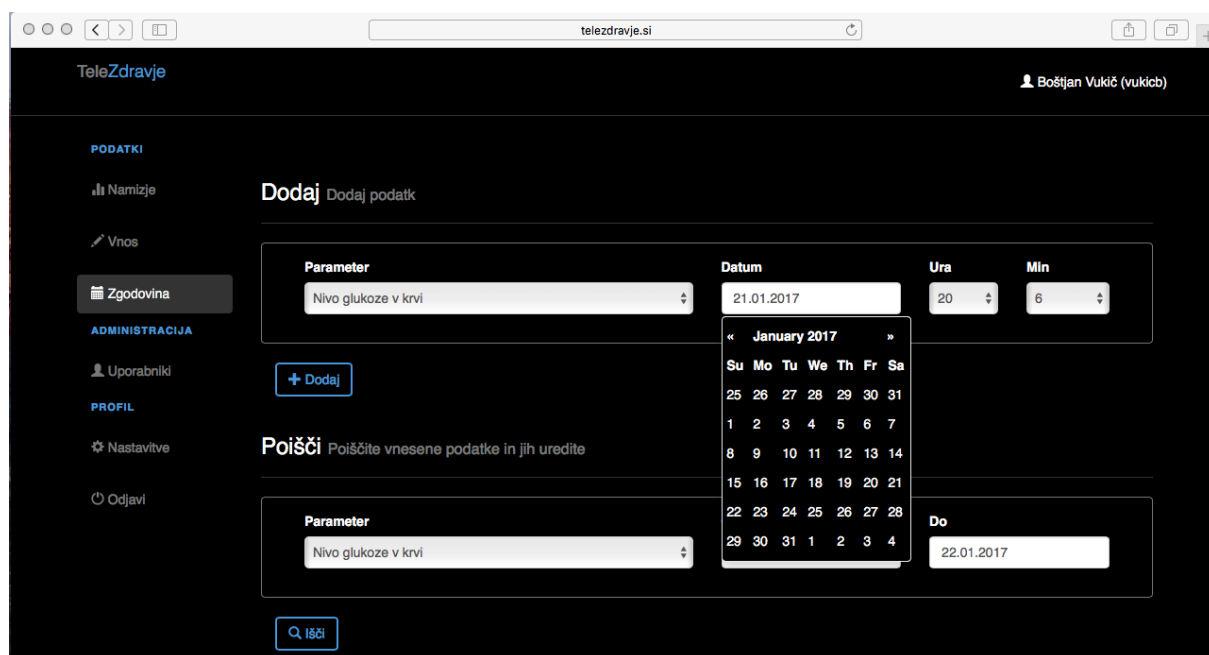 telezdravje.si
TeleZdravje
Boštjan Vukič (vukicb)
PODATKI
Namizje
Vnos
Zgodovina
ADMINISTRACIJA
Uporabniki
PROFIL
Nastavitve
Odjavi
Dodaj Dodaj podatk
Parameter Datum Ura Min
Nivo glukoze v krvi 21.01.2017 20 6
« January 2017 »
Su Mo Tu We Th Fr Sa
25 26 27 28 29 30 31
1 2 3 4 5 6 7
8 9 10 11 12 13 14
15 16 17 18 19 20 21
22 23 24 25 26 27 28
29 30 31 1 2 3 4
+ Dodaj
Poišči Poiščite vnesene podatke in jih uredite
Parameter Do
Nivo glukoze v krvi 22.01.2017
Išči